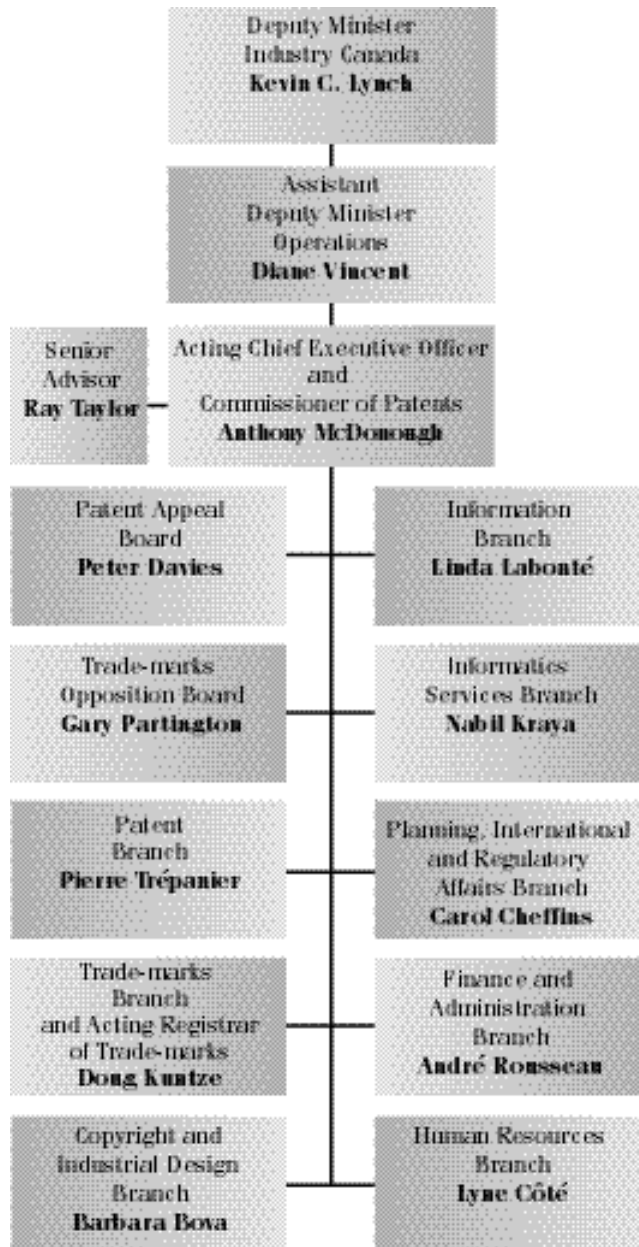 Deputy Minister
Industry Canada
Kevin C. Lynch
Assistant
Deputy Minister
Operations
Diane Vincent
Senior
Advisor
Ray Taylor
Acting Chief Executive Officer
and
Commissioner of Patents
Anthony McDonough
Patent Appeal
Board
Peter Davies
Information
Branch
Linda Labonté
Trade-marks
Opposition Board
Gary Partington
Informatics
Services Branch
Nabil Kraya
Patent
Branch
Pierre Trépanier
Planning, International
and Regulatory
Affairs Branch
Carol Cheffins
Trade-marks
Branch
and Acting Registrar
of Trade-marks
Doug Kuntze
Finance and
Administration
Branch
André Rousseau
Copyright and
Industrial Design
Branch
Barbara Bova
Human Resources
Branch
Lyne Côté